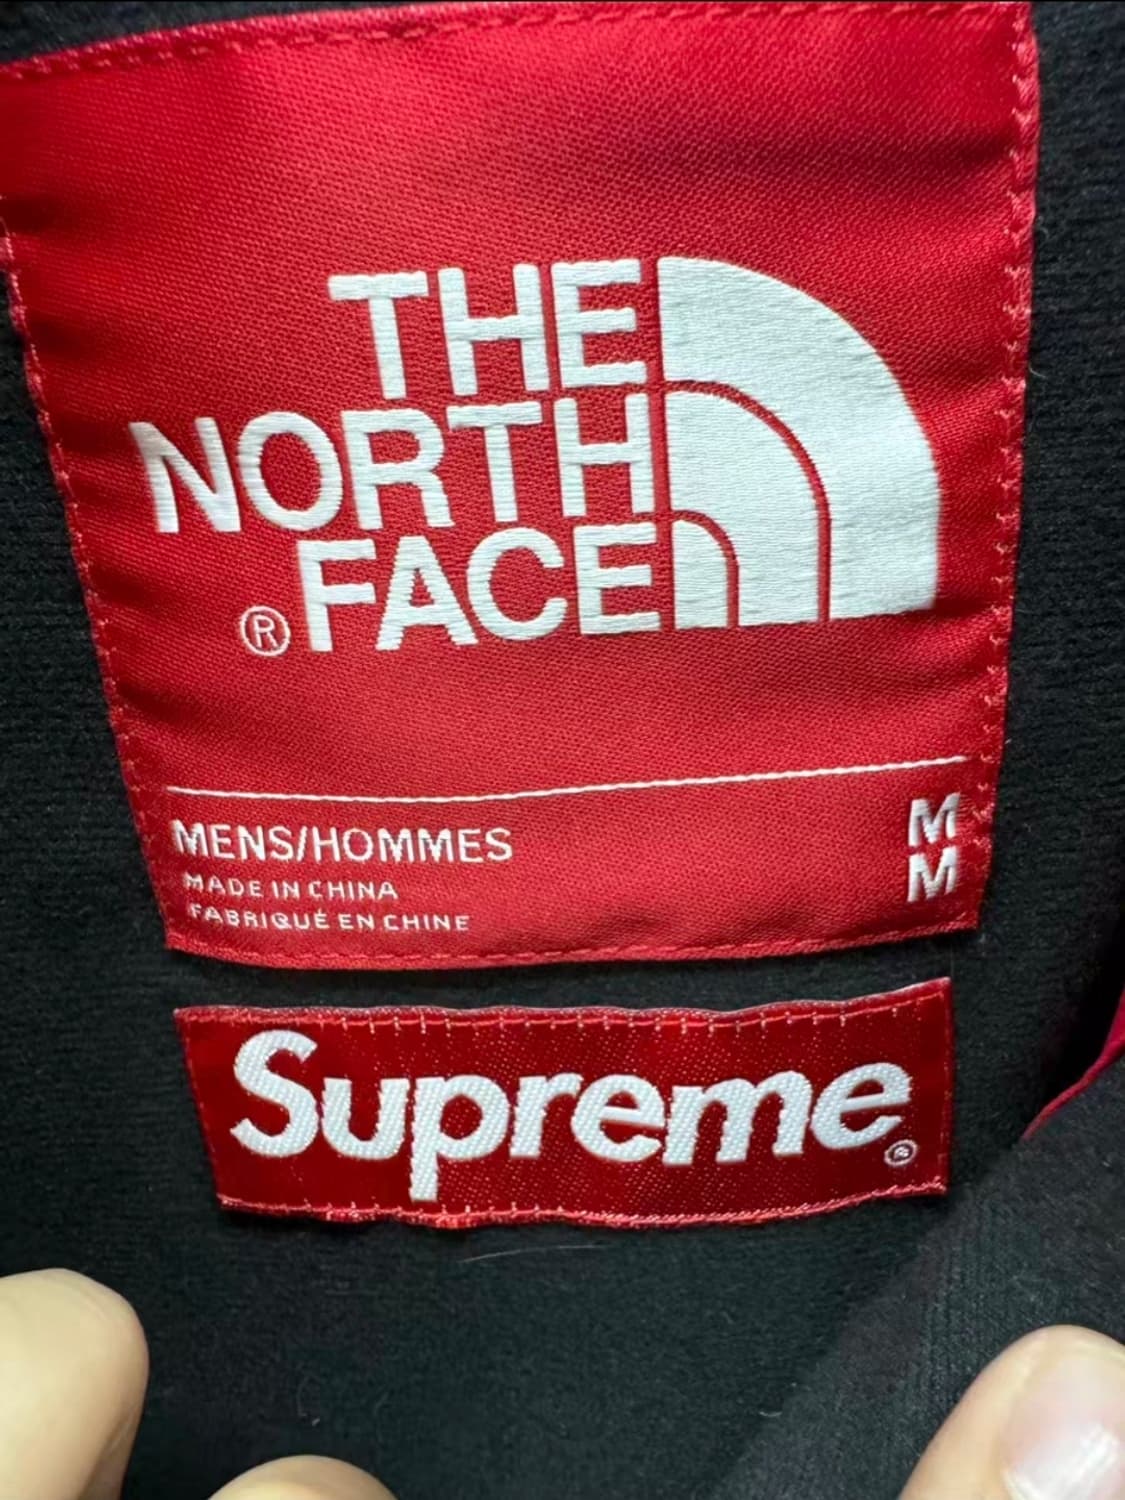 THE
NORTH
FACE
®
MENS/HOMMES
M
M
MADE IN CHINA
FABRIQUÉ EN CHINE
Supreme®